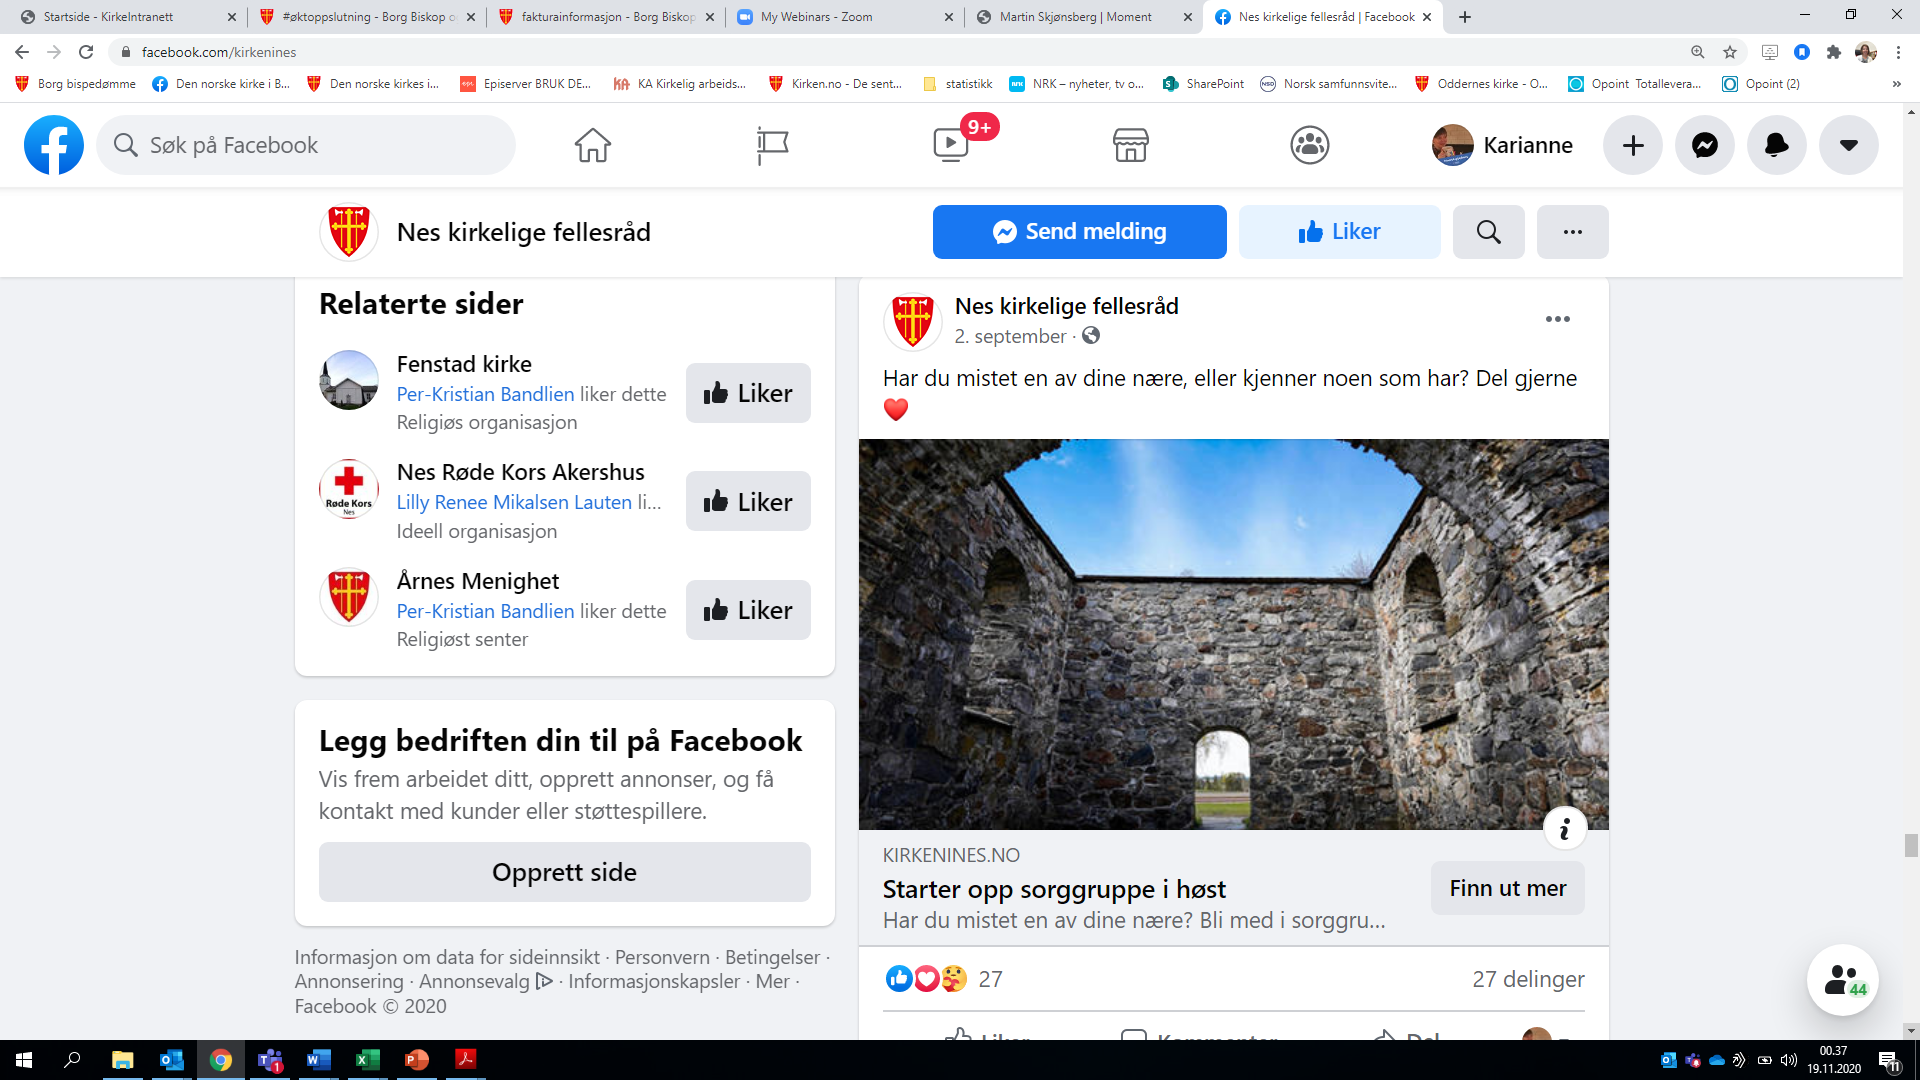 Startside - KirkeIntranett
#øktoppslutning - Borg Biskop o
fakturainformasjon - Borg Biskop
My Webinars - Zoom
Martin Skjønsberg | Moment
Nes kirkelige fellesråd | Facebook
facebook.com/kirkenines
Borg bispedømme
Den norske kirke i B...
Den norske kirkes i...
Episerver BRUK DE...
KA Kirkelig arbeids...
Kirken.no - De sent...
statistikk
NRK – nyheter, tv o...
SharePoint
Norsk samfunnsvite...
Oddernes kirke - O...
Opoint Totallevera...
Opoint (2)
»
Søk på Facebook
9+
Karianne
Nes kirkelige fellesråd
Send melding
Liker
Relaterte sider
Fenstad kirke
Per-Kristian Bandlien liker dette
Religiøs organisasjon
Liker
Røde Kors
Nes
Nes Røde Kors Akershus
Lilly Renee Mikalsen Lauten li...
Ideell organisasjon
Liker
Årnes Menighet
Per-Kristian Bandlien liker dette
Religiøst senter
Liker
Legg bedriften din til på Facebook
Vis frem arbeidet ditt, opprett annonser, og få
kontakt med kunder eller støttespillere.
Opprett side
Informasjon om data for sideinnsikt · Personvern · Betingelser ·
Annonsering · Annonsevalg · Informasjonskapsler · Mer ·
Facebook © 2020
Nes kirkelige fellesråd
2. september ·
Har du mistet en av dine nære, eller kjenner noen som har? Del gjerne
❤️
KIRKENINES.NO
Starter opp sorggruppe i høst
Har du mistet en av dine nære? Bli med i sorggru...
Finn ut mer
27
27 delinger
Liker
Kommenter
Del
44
1
00.37
19.11.2020
11